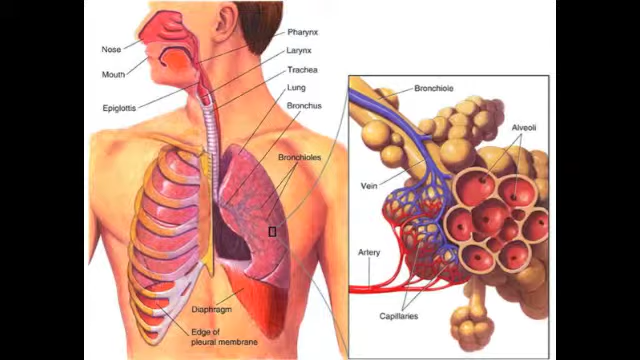 Nose
Mouth
Epiglottis
Pharynx
Larynx
Trachea
Lung
Bronchus
Bronchioles
Diaphragm
Edge of
pleural membrane
Bronchiole
Alveoli
Vein
Artery
Capillaries